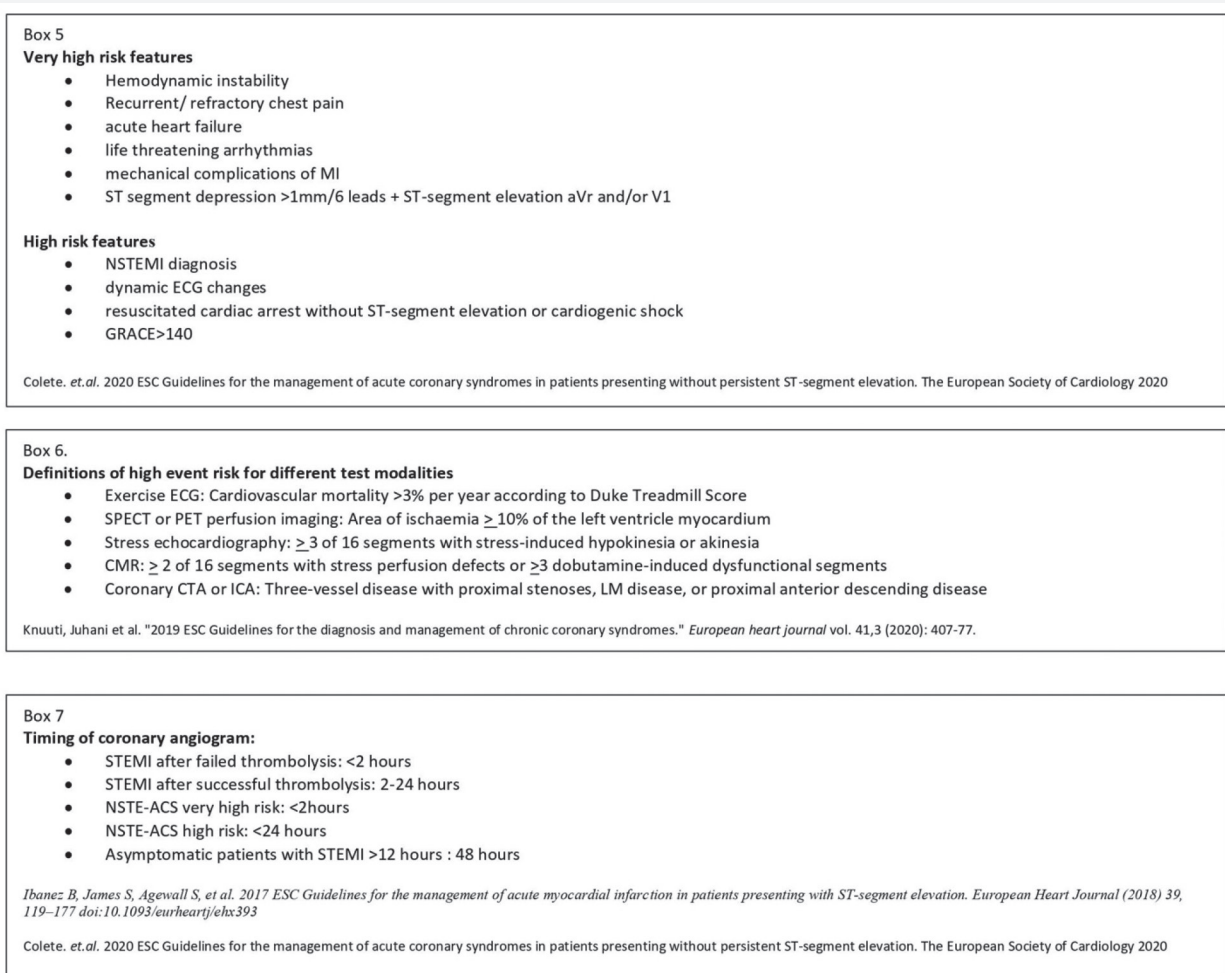 Box 5
Very high risk features
• Hemodynamic instability
• Recurrent/ refractory chest pain
• acute heart failure
• life threatening arrhythmias
• mechanical complications of MI
• ST segment depression >1mm/6 leads + ST-segment elevation aVr and/or V1
High risk features
• NSTEMI diagnosis
• dynamic ECG changes
• resuscitated cardiac arrest without ST-segment elevation or cardiogenic shock
• GRACE>140
Colete. et.al. 2020 ESC Guidelines for the management of acute coronary syndromes in patients presenting without persistent ST-segment elevation. The European Society of Cardiology 2020
Box 6.
Definitions of high event risk for different test modalities
• Exercise ECG: Cardiovascular mortality >3% per year according to Duke Treadmill Score
• SPECT or PET perfusion imaging: Area of ischaemia ≥ 10% of the left ventricle myocardium
• Stress echocardiography: ≥ 3 of 16 segments with stress-induced hypokinesia or akinesia
• CMR: ≥ 2 of 16 segments with stress perfusion defects or ≥3 dobutamine-induced dysfunctional segments
• Coronary CTA or ICA: Three-vessel disease with proximal stenoses, LM disease, or proximal anterior descending disease
Knuuti, Juhani et al. "2019 ESC Guidelines for the diagnosis and management of chronic coronary syndromes." European heart journal vol. 41,3 (2020): 407-77.
Box 7
Timing of coronary angiogram:
• STEMI after failed thrombolysis: <2 hours
• STEMI after successful thrombolysis: 2-24 hours
• NSTE-ACS very high risk: <2hours
• NSTE-ACS high risk: <24 hours
• Asymptomatic patients with STEMI >12 hours : 48 hours
Ibanez B, James S, Agewall S, et al. 2017 ESC Guidelines for the management of acute myocardial infarction in patients presenting with ST-segment elevation. European Heart Journal (2018) 39,
119–177 doi:10.1093/eurheartj/ehx393
Colete. et.al. 2020 ESC Guidelines for the management of acute coronary syndromes in patients presenting without persistent ST-segment elevation. The European Society of Cardiology 2020